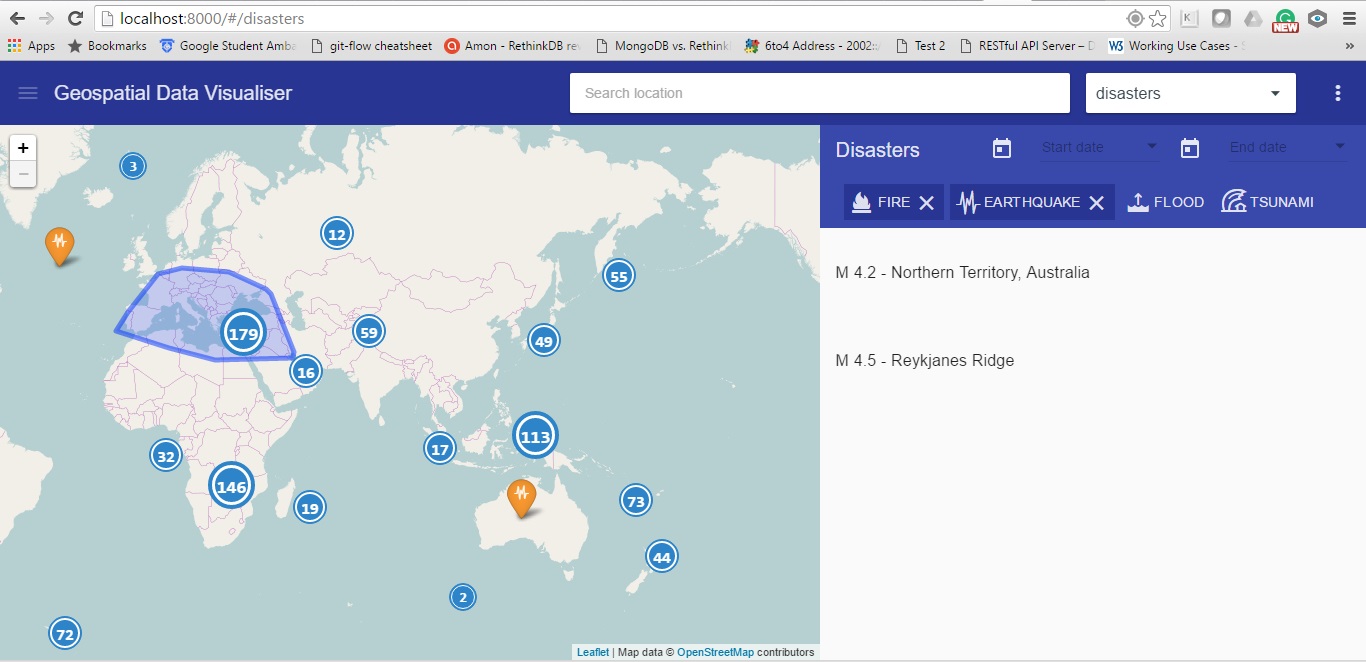 localhost:8000/#/disasters
NEW
Apps Bookmarks Google Student Amba git-flow cheatsheet Amon - RethinkDB rev MongoDB vs. Rethink 6to4 Address - 2002:: Test 2 RESTful API Server – D W3 Working Use Cases - »
Geospatial Data Visualiser Search location disasters
+
−
Disasters Start date End date
FIRE EARTHQUAKE FLOOD TSUNAMI
3
12
55
M 4.2 - Northern Territory, Australia
179
59
49
16
M 4.5 - Reykjanes Ridge
113
17
32
146
19
73
44
2
72
Leaflet | Map data © OpenStreetMap contributors